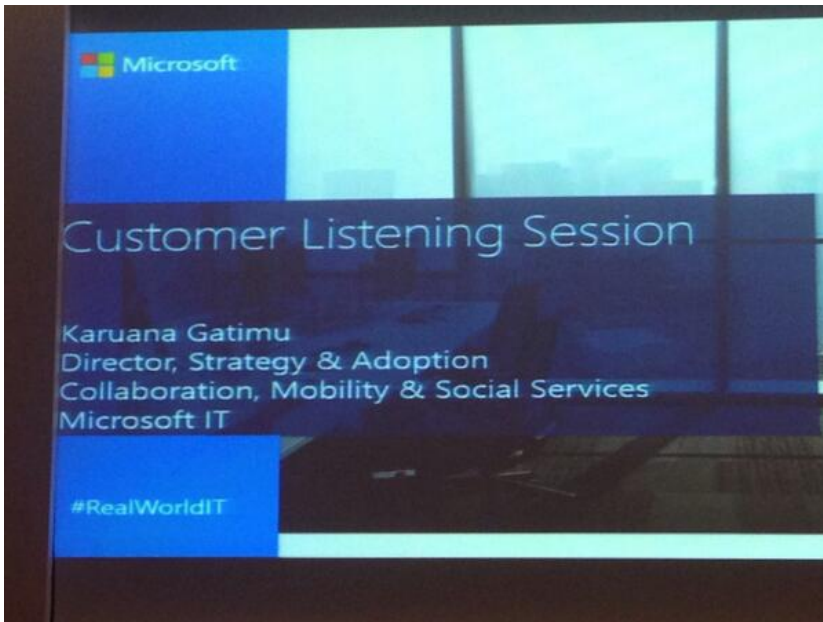 Microsoft
Customer Listening Session
Karuana Gatimu
Director, Strategy & Adoption
Collaboration, Mobility & Social Services
Microsoft IT
#RealWorldIT